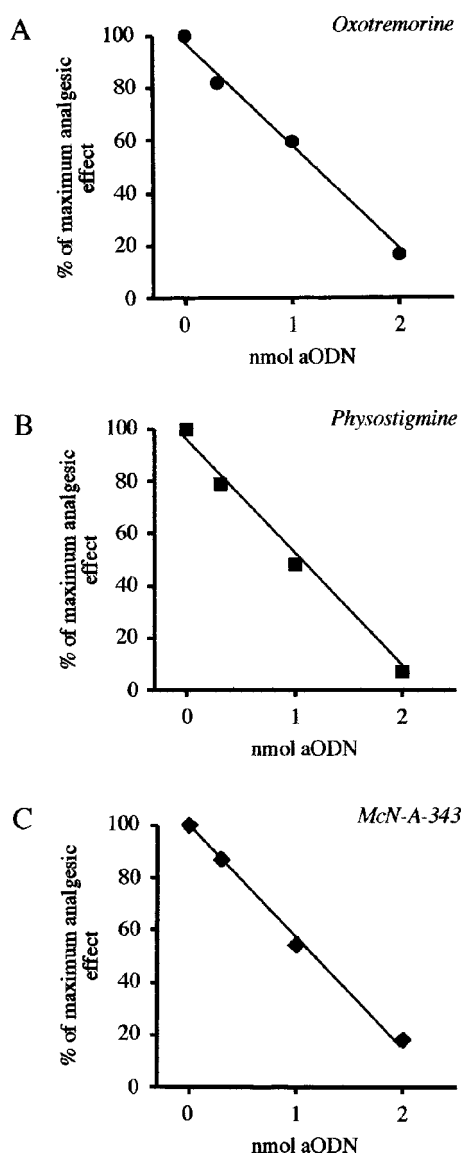 A
Oxotremorine
% of maximum analgesic
effect
100
80
60
40
20
0
0 1 2
nmol aODN
B
Physostigmine
% of maximum analgesic
effect
100
80
60
40
20
0
0 1 2
nmol aODN
C
McN-A-343
% of maximum analgesic
effect
100
80
60
40
20
0
0 1 2
nmol aODN